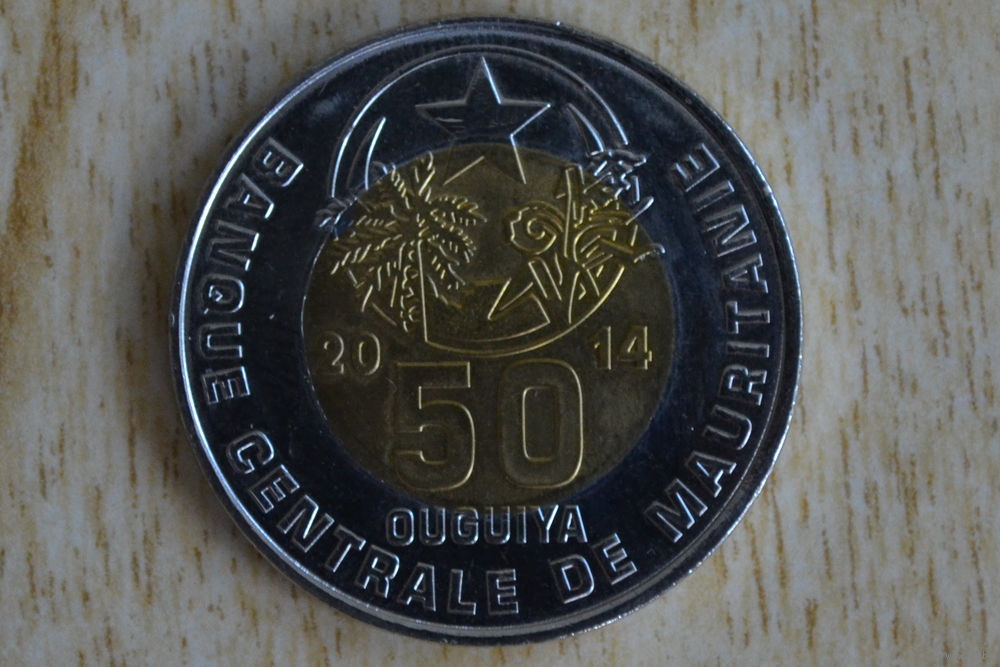 BANQUE CENTRALE DE MAURITANIE
20 14
50
OUGUIYA